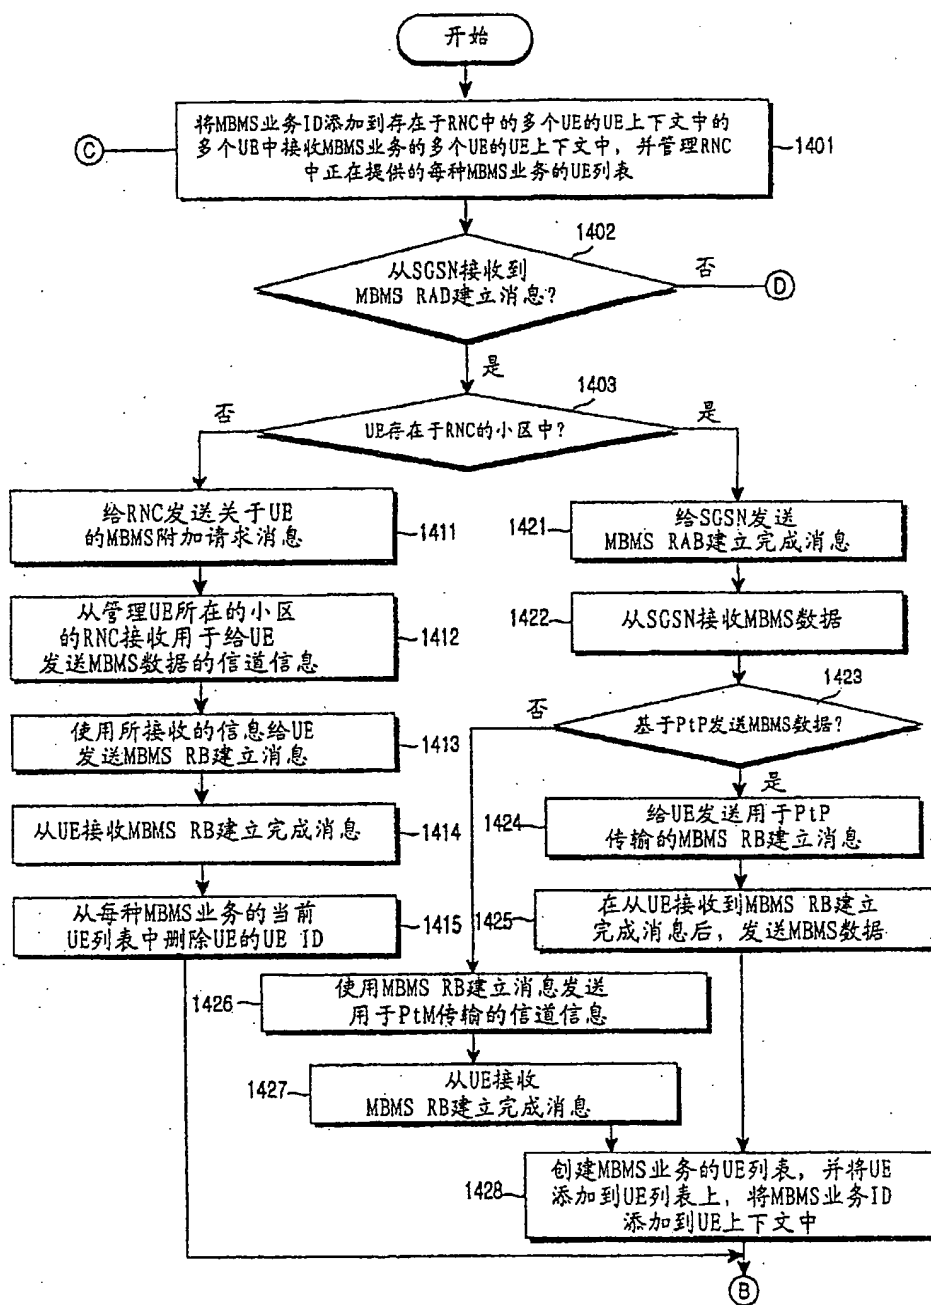 开始
将MBMS业务ID添加到存在于RNC中的多个UE的UE上下文中的
多个UE中接收MBMS业务的多个UE的UE上下文中，并管理RNC
中正在提供的每种MBMS业务的UE列表
C
1401
1402
从SGSN接收到
MBMS RAD建立消息?
否
D
是
1403
否
UE存在于RNC的小区中?
是
给RNC发送关于UE
的MBMS附加请求消息
1411
1421
给SGSN发送
MBMS RAB建立完成消息
从管理UE所在的小区
的RNC接收用于给UE
发送MBMS数据的信道信息
1412
1422
从SGSN接收MBMS数据
1423
使用所接收的信息给UE
发送MBMS RB建立消息
1413
否
基于PtP发送MBMS数据?
是
从UE接收MBMS RB建立完成消息
1414
1424
给UE发送用于PtP
传输的MBMS RB建立消息
从每种MBMS业务的当前
UE列表中删除UE的UE ID
1415
1425
在从UE接收到MBMS RB建立
完成消息后，发送MBMS数据
1426
使用MBMS RB建立消息发送
用于PtM传输的信道信息
1427
从UE接收
MBMS RB建立完成消息
1428
创建MBMS业务的UE列表，并将UE
添加到UE列表上，将MBMS业务ID
添加到UE上下文中
B